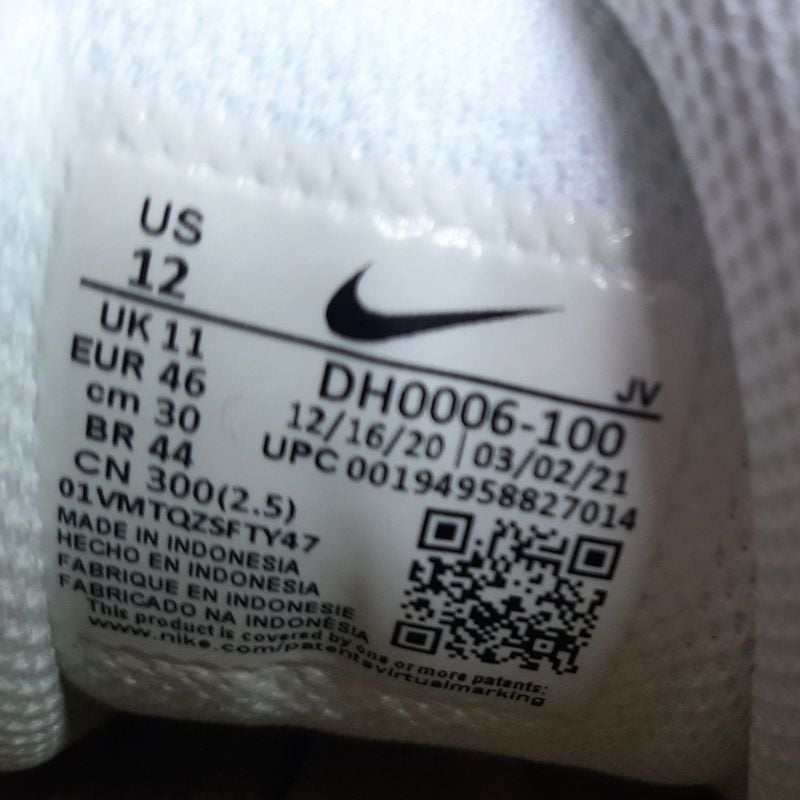 US
12
UK 11
EUR 46
cm 30
BR 44
CN 300(2.5)
JV
DH0006-100
12/16/20 | 03/02/21
UPC 00194958827014
01VMTQZSFTY47
MADE IN INDONESIA
HECHO EN INDONESIA
FABRIQUE EN INDONESIE
FABRICADO NA INDONÉSIA
This product is covered by one or more patents:
www.nike.com/patentsvirtualmarking